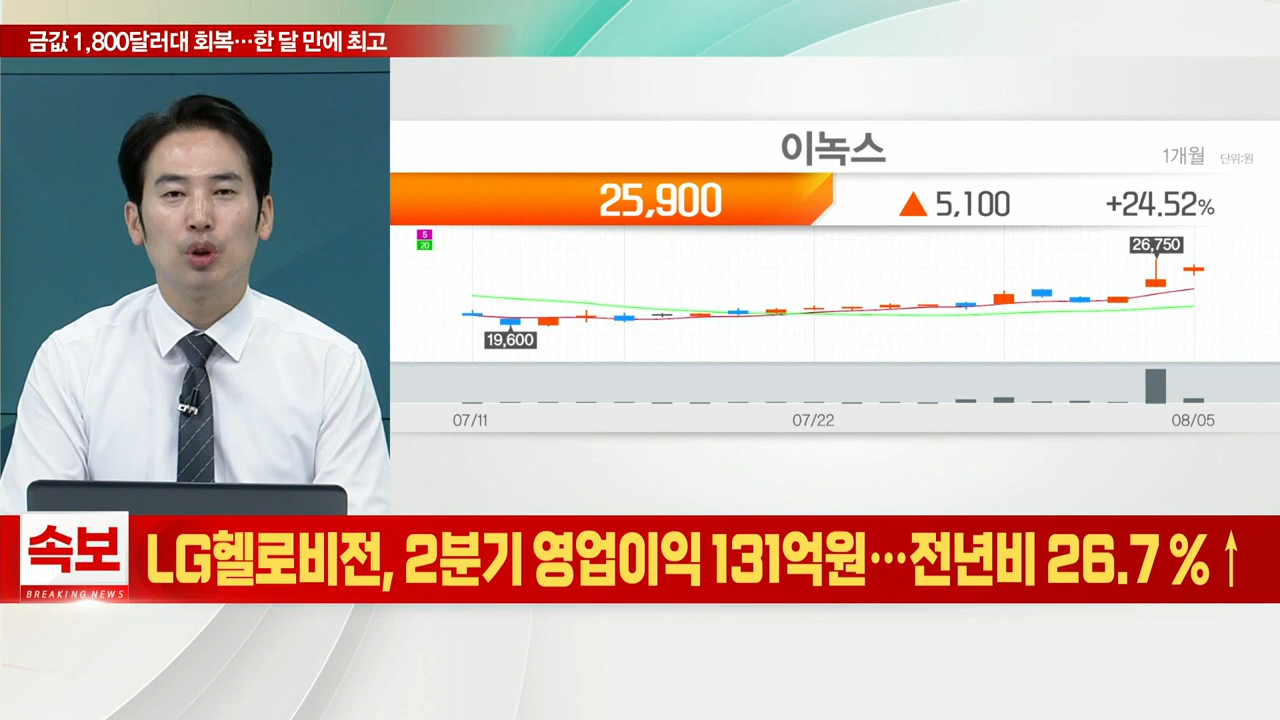 금값 1,800달러대 회복…한 달 만에 최고
이녹스
1개월 단위:원
25,900 ▲ 5,100 +24.52%
5
20
26,750
19,600
07/11 07/22 08/05
속보
BREAKING NEWS
LG헬로비전, 2분기 영업이익 131억원…전년비 26.7 %↑